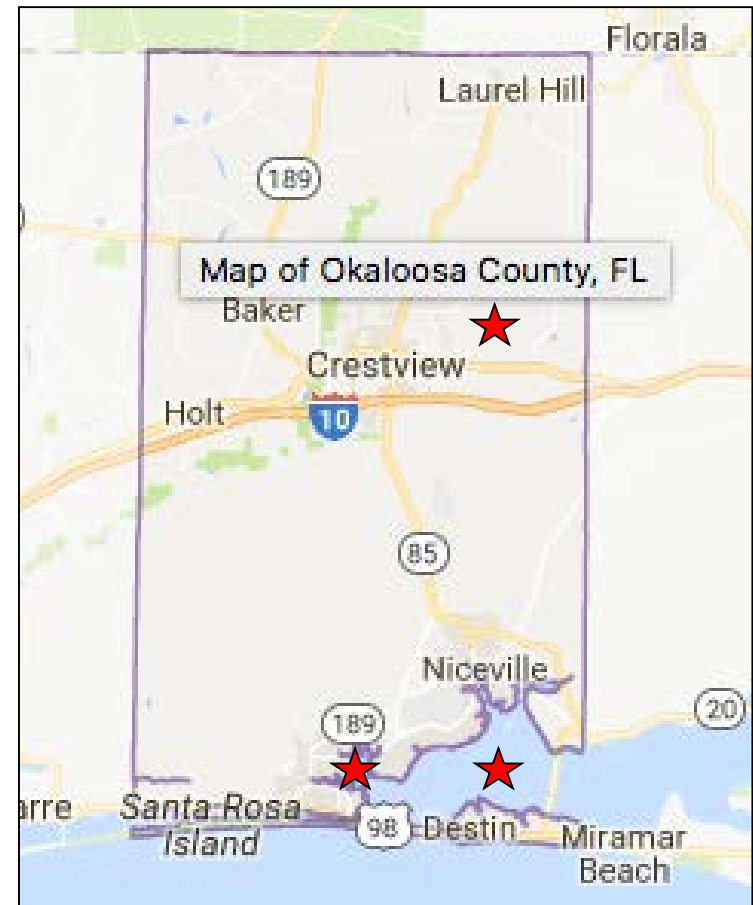 Florala
Laurel Hill
189
Map of Okaloosa County, FL
Baker
Crestview
Holt
10
85
Niceville
189
20
arre
Santa Rosa
Island
98
Destin
Miramar
Beach